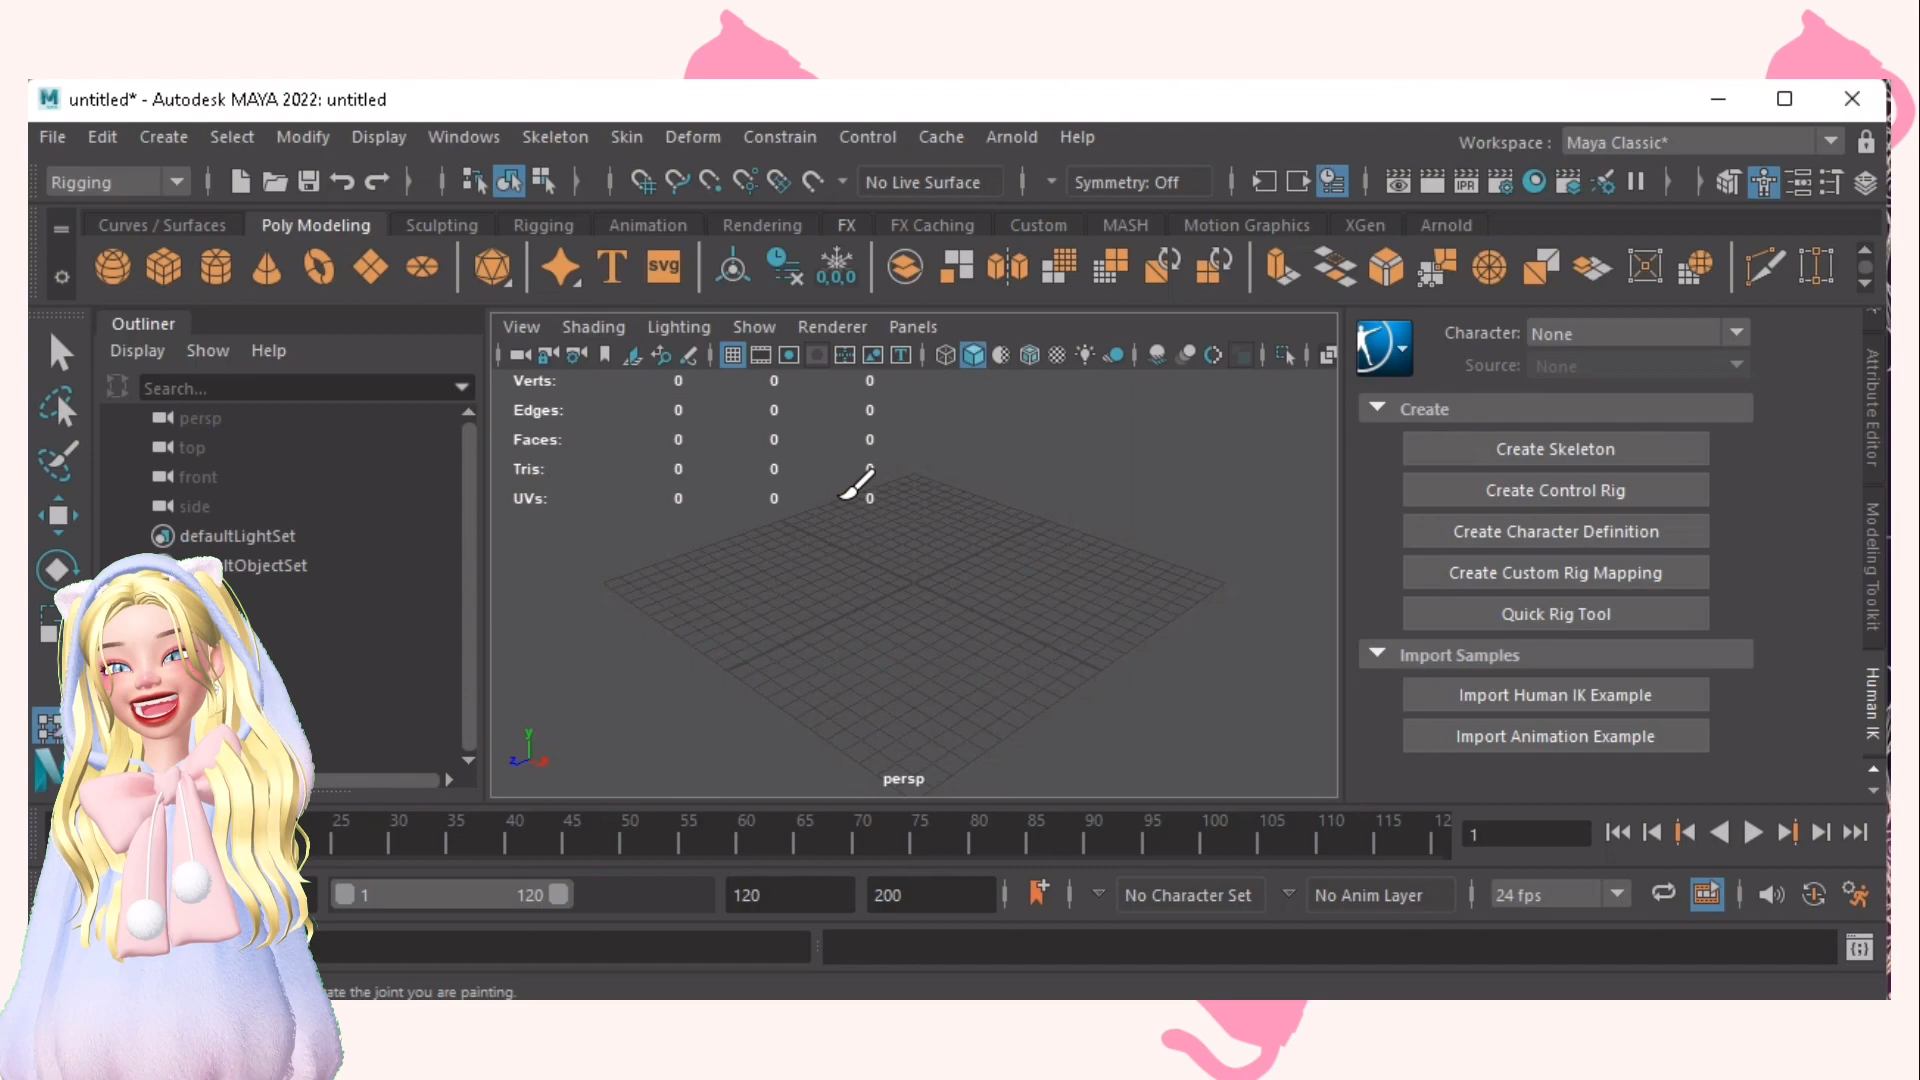 untitled* - Autodesk MAYA 2022: untitled
File Edit Create Select Modify Display Windows Skeleton Skin Deform Constrain Control Cache Arnold Help
Workspace : Maya Classic*
Rigging No Live Surface Symmetry: Off IPR
Curves / Surfaces Poly Modeling Sculpting Rigging Animation Rendering FX FX Caching Custom MASH Motion Graphics XGen Arnold
T svg 0,0,0
Outliner
Display Show Help
Search...
persp
top
front
side
defaultLightSet
ltObjectSet
View Shading Lighting Show Renderer Panels
Verts: 0 0 0
Edges: 0 0 0
Faces: 0 0 0
Tris: 0 0
UVs: 0 0 0
y
z
persp
Character: None
Source: None
Create
Create Skeleton
Create Control Rig
Create Character Definition
Create Custom Rig Mapping
Quick Rig Tool
Import Samples
Import Human IK Example
Import Animation Example
Attribute Editor
Modeling Toolkit
Human IK
25 30 35 40 45 50 55 60 65 70 75 80 85 90 95 100 105 110 115 12
1
1 120 120 200 No Character Set No Anim Layer 24 fps
ate the joint you are painting.